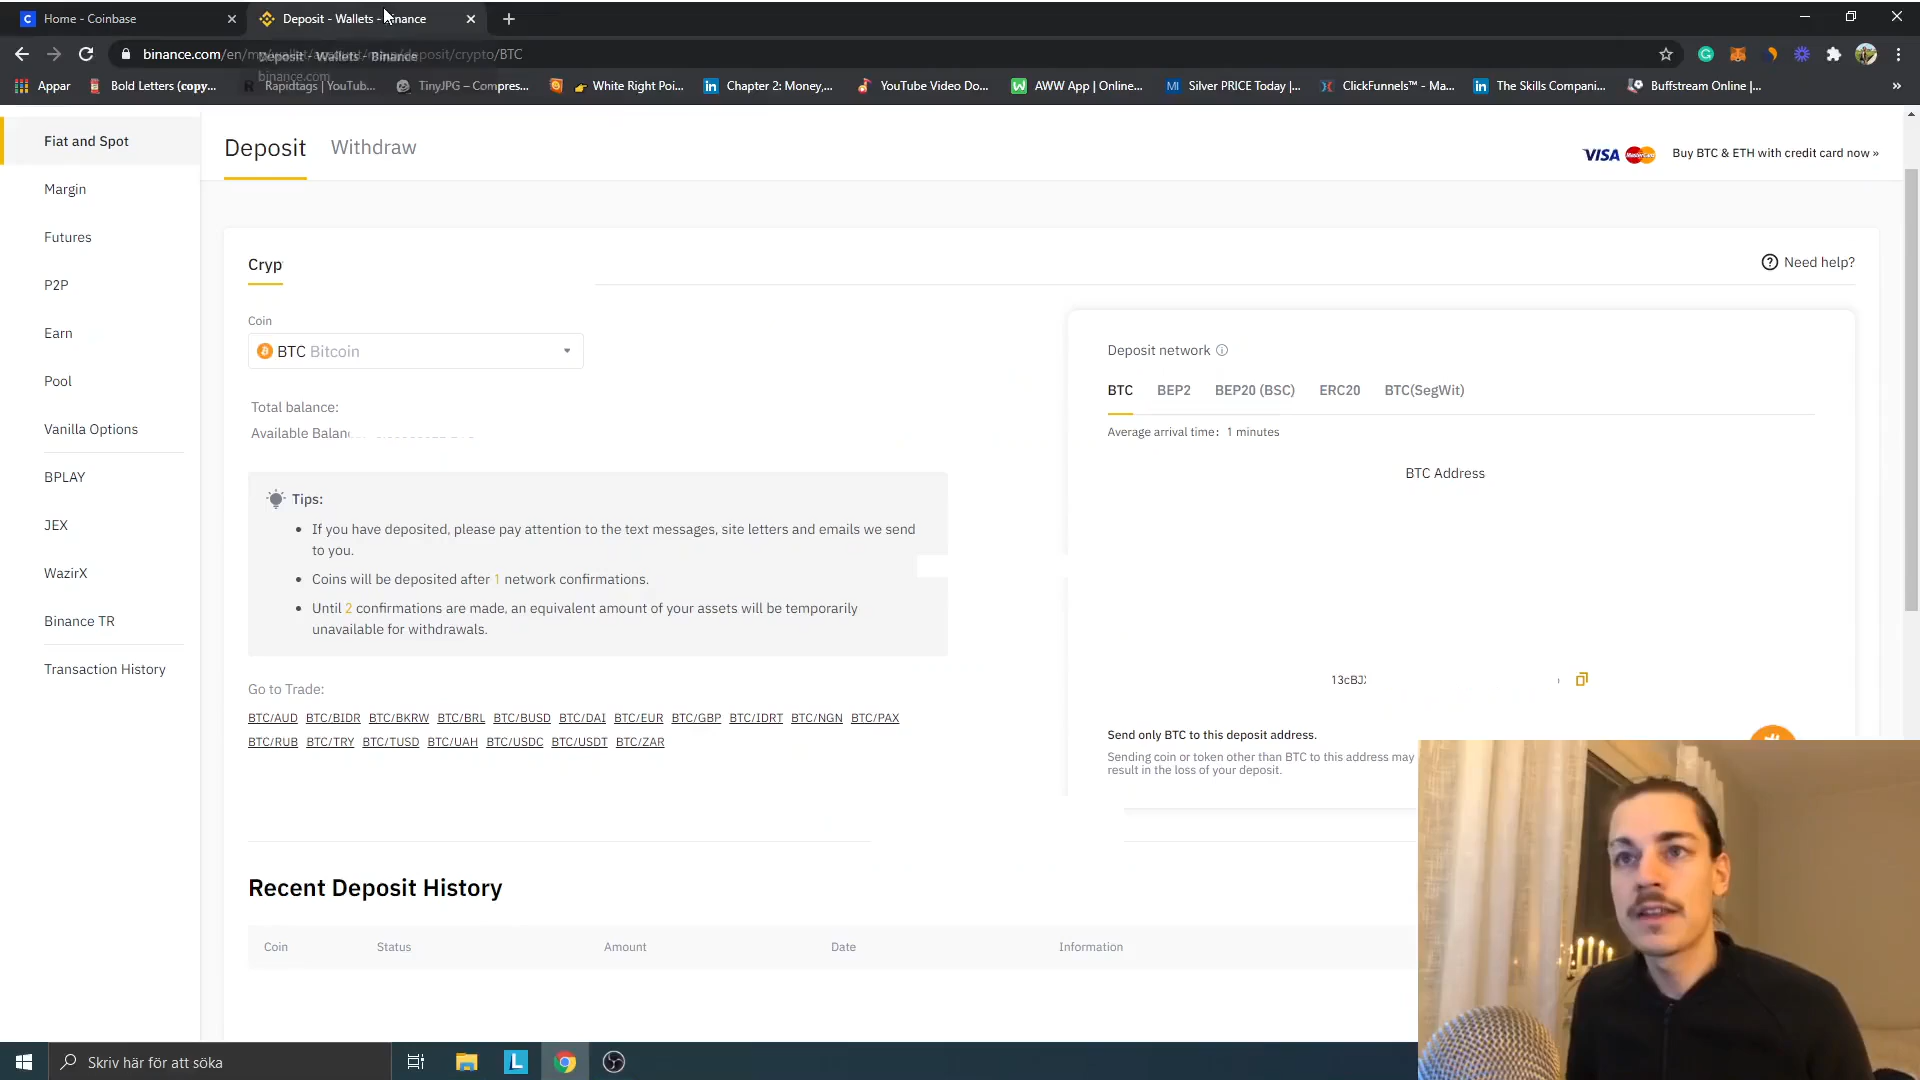 Home - Coinbase
Deposit - Wallets - Binance
binance.com/en/my/wallet/account/main/deposit/crypto/BTC
Deposit - Wallets - Binance
binance.com
Appar
Bold Letters (copy...
Rapidtags | YouTub...
TinyJPG – Compres...
White Right Poi...
Chapter 2: Money,...
YouTube Video Do...
AWW App | Online...
Silver PRICE Today |...
ClickFunnels™ - Ma...
The Skills Compani...
Buffstream Online |...
Fiat and Spot
Margin
Futures
P2P
Earn
Pool
Vanilla Options
BPLAY
JEX
WazirX
Binance TR
Transaction History
Deposit Withdraw
VISA MasterCard Buy BTC & ETH with credit card now »
Cryp
Need help?
Coin
BTC Bitcoin
Total balance:
Available Balan
Tips:
• If you have deposited, please pay attention to the text messages, site letters and emails we send
to you.
• Coins will be deposited after 1 network confirmations.
• Until 2 confirmations are made, an equivalent amount of your assets will be temporarily
unavailable for withdrawals.
Go to Trade:
BTC/AUD BTC/BIDR BTC/BKRW BTC/BRL BTC/BUSD BTC/DAI BTC/EUR BTC/GBP BTC/IDRT BTC/NGN BTC/PAX
BTC/RUB BTC/TRY BTC/TUSD BTC/UAH BTC/USDC BTC/USDT BTC/ZAR
Deposit network
BTC BEP2 BEP20 (BSC) ERC20 BTC(SegWit)
Average arrival time: 1 minutes
BTC Address
13cBJ
Send only BTC to this deposit address.
Sending coin or token other than BTC to this address may
result in the loss of your deposit.
Recent Deposit History
Coin Status Amount Date Information
Skriv här för att söka